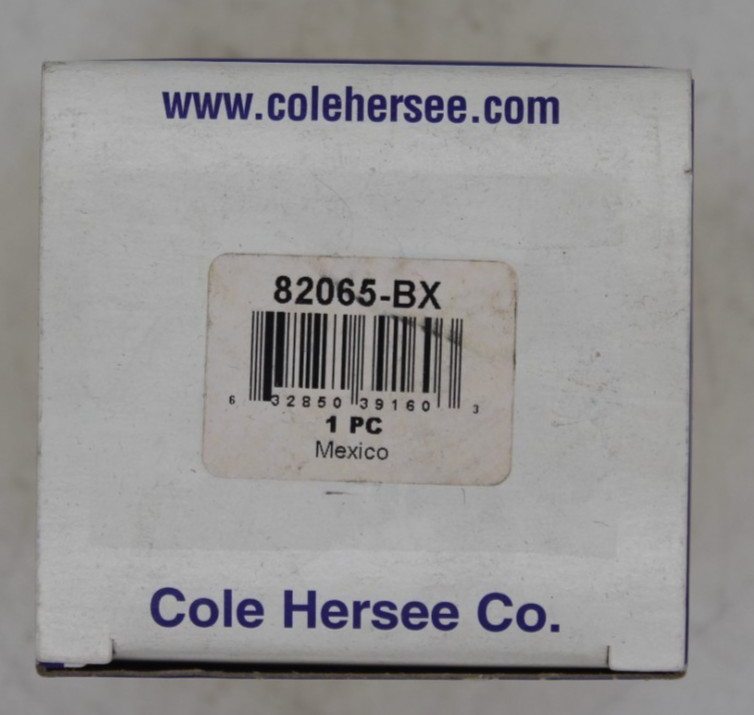 www.colehersee.com
82065-BX
6 32850 39160 3
1 PC
Mexico
Cole Hersee Co.